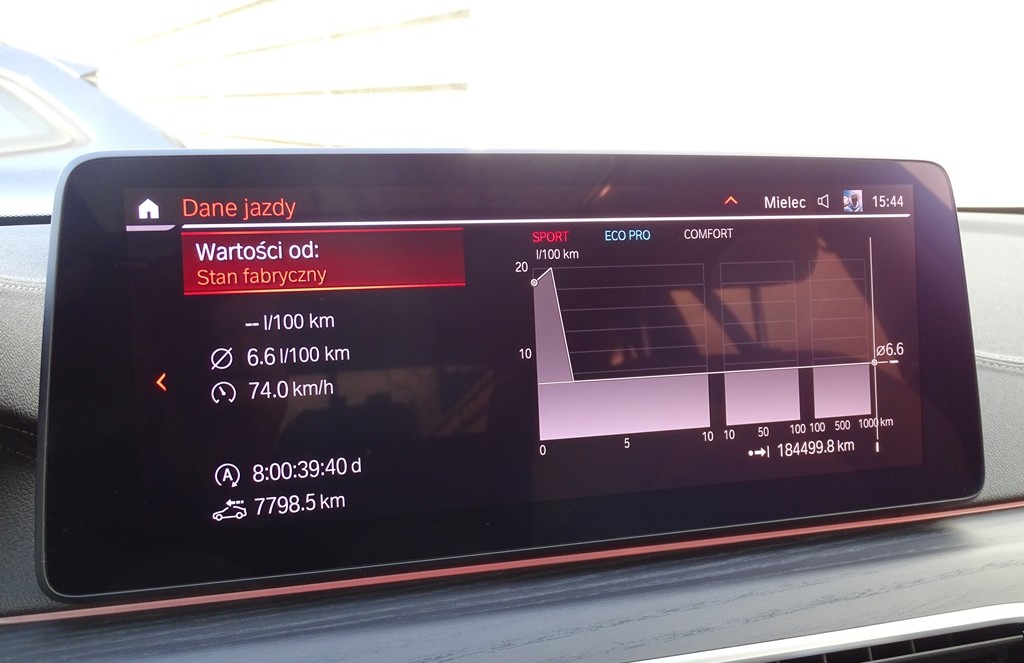 Dane jazdy
Mielec 15:44
Wartości od:
Stan fabryczny
-- l/100 km
Ø 6.6 l/100 km
74.0 km/h
A 8:00:39:40 d
7798.5 km
SPORT ECO PRO COMFORT
l/100 km
20
10
Ø6.6
0 5 10 10 50 100 100 500 1000 km
184499.8 km